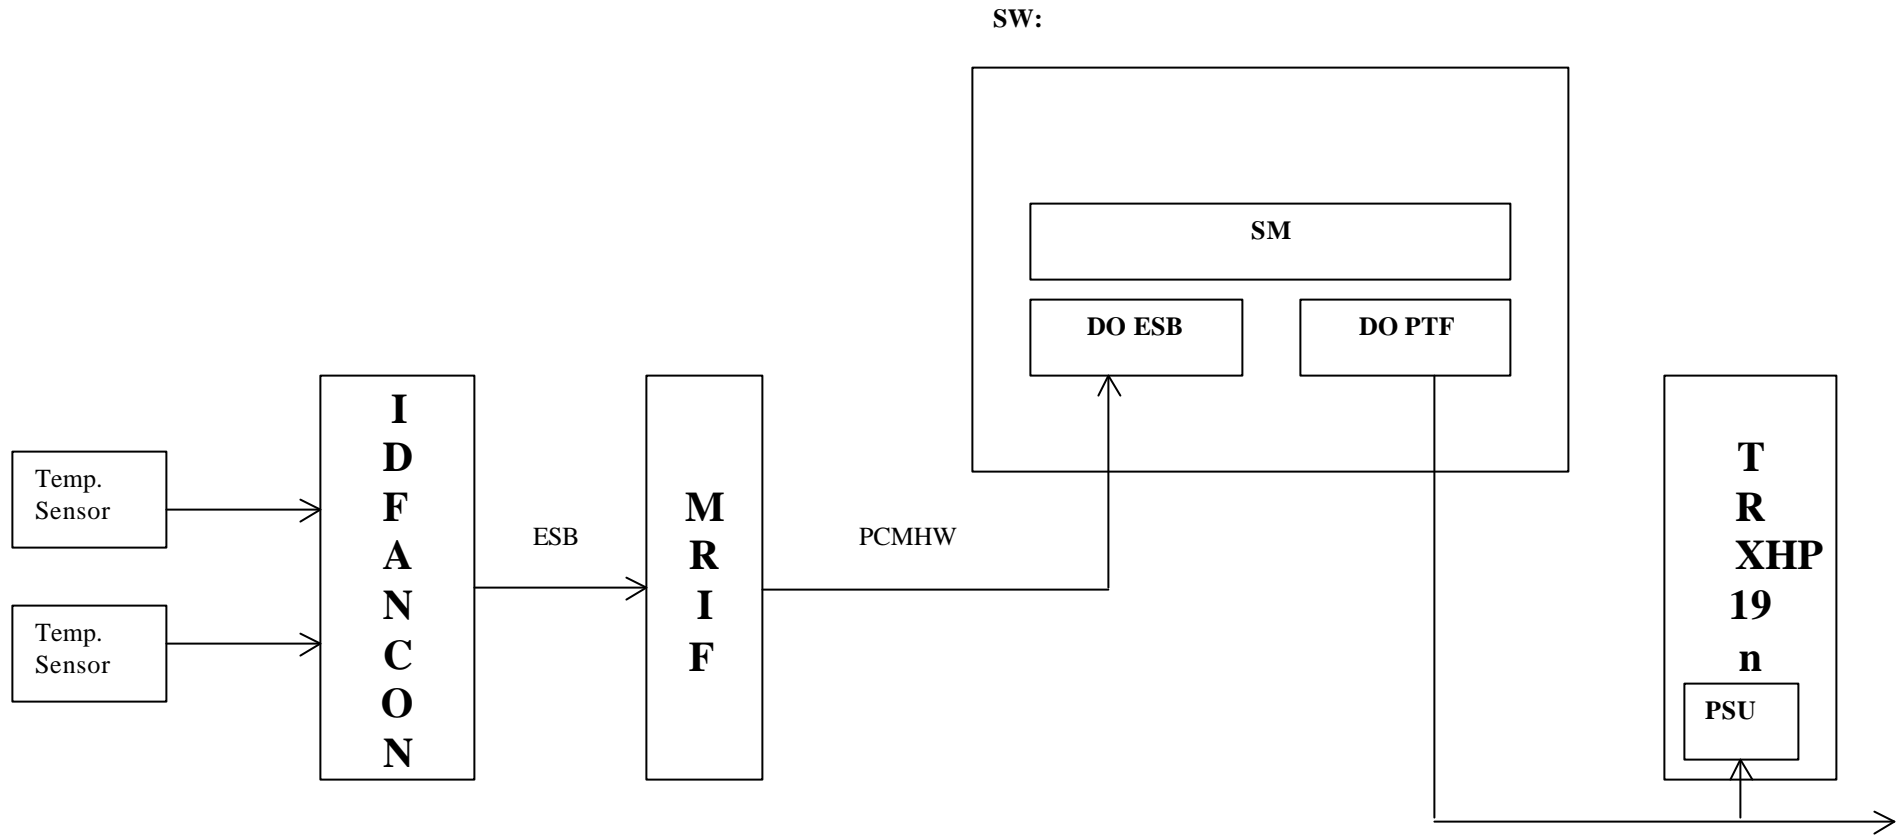 SW:
SM
DO ESB
DO PTF
Temp.
Sensor
Temp.
Sensor
I
D
F
A
N
C
O
N
ESB
M
R
I
F
PCMHW
T
R
XHP
19
n
PSU